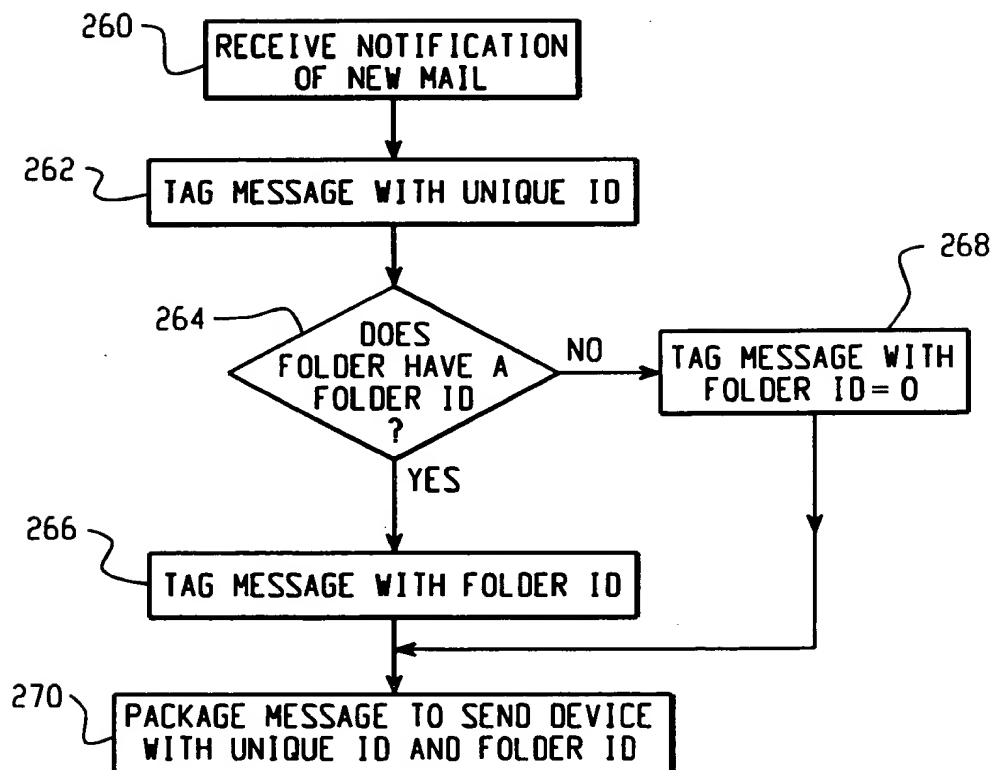 260
RECEIVE NOTIFICATION
OF NEW MAIL
262
TAG MESSAGE WITH UNIQUE ID
264
DOES
FOLDER HAVE A
FOLDER ID
?
NO
268
TAG MESSAGE WITH
FOLDER ID = 0
YES
266
TAG MESSAGE WITH FOLDER ID
270
PACKAGE MESSAGE TO SEND DEVICE
WITH UNIQUE ID AND FOLDER ID